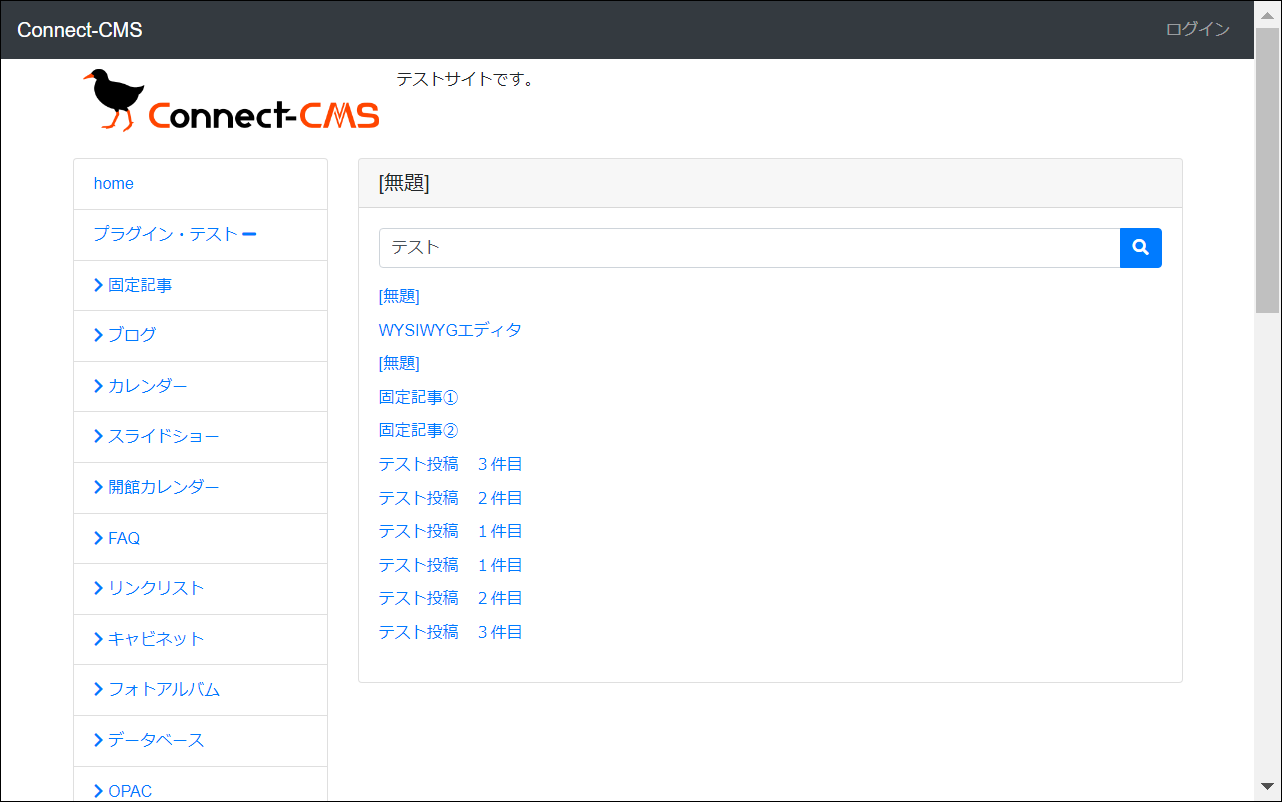 Connect-CMS
ログイン
Connect-CMS
テストサイトです。
home
プラグイン・テスト
固定記事
ブログ
カレンダー
スライドショー
開館カレンダー
FAQ
リンクリスト
キャビネット
フォトアルバム
データベース
OPAC
[無題]
テスト
[無題]
WYSIWYGエディタ
[無題]
固定記事①
固定記事②
テスト投稿　３件目
テスト投稿　２件目
テスト投稿　１件目
テスト投稿　１件目
テスト投稿　２件目
テスト投稿　３件目